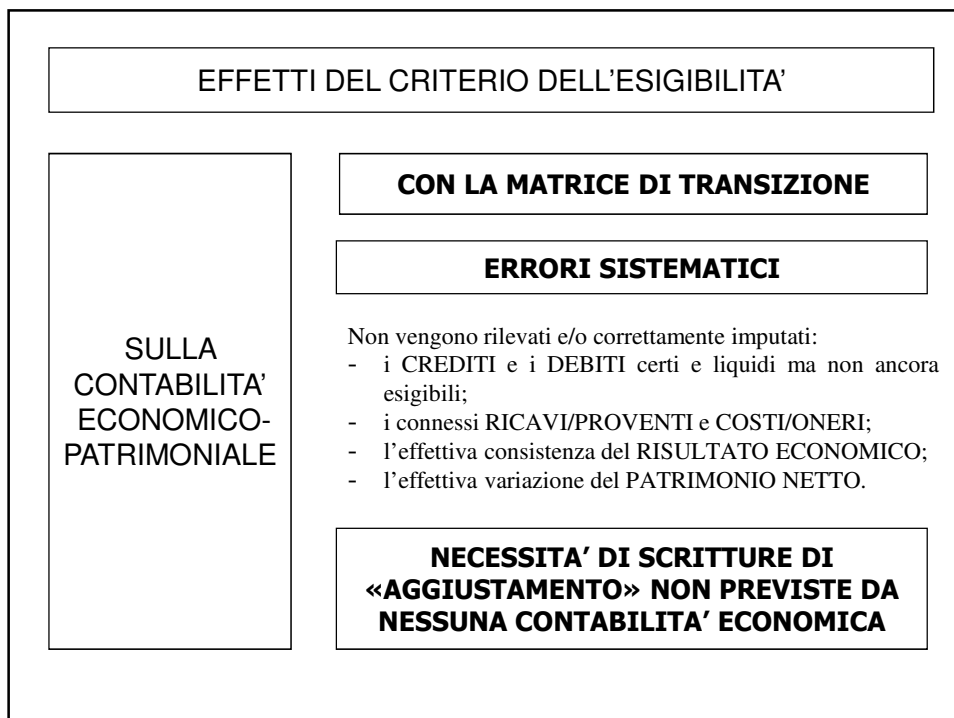 EFFETTI DEL CRITERIO DELL’ESIGIBILITA’
SULLA
CONTABILITA’
ECONOMICO-
PATRIMONIALE
CON LA MATRICE DI TRANSIZIONE
ERRORI SISTEMATICI
Non vengono rilevati e/o correttamente imputati:
- i CREDITI e i DEBITI certi e liquidi ma non ancora
esigibili;
- i connessi RICAVI/PROVENTI e COSTI/ONERI;
- l’effettiva consistenza del RISULTATO ECONOMICO;
- l’effettiva variazione del PATRIMONIO NETTO.
NECESSITA’ DI SCRITTURE DI
«AGGIUSTAMENTO» NON PREVISTE DA
NESSUNA CONTABILITA’ ECONOMICA